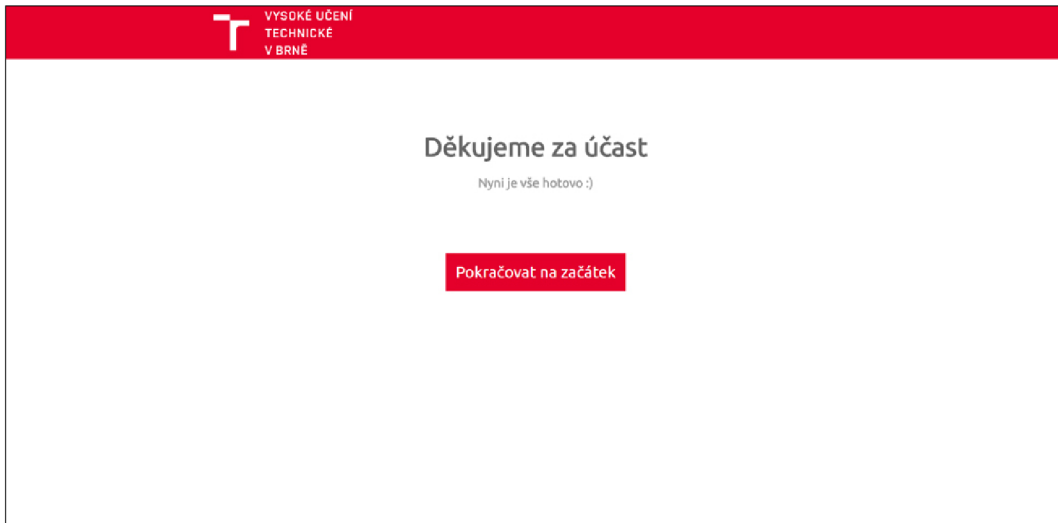 VYSOKÉ UČENÍ
TECHNICKÉ
V BRNĚ
Děkujeme za účast
Nyni je vše hotovo :)
Pokračovat na začátek